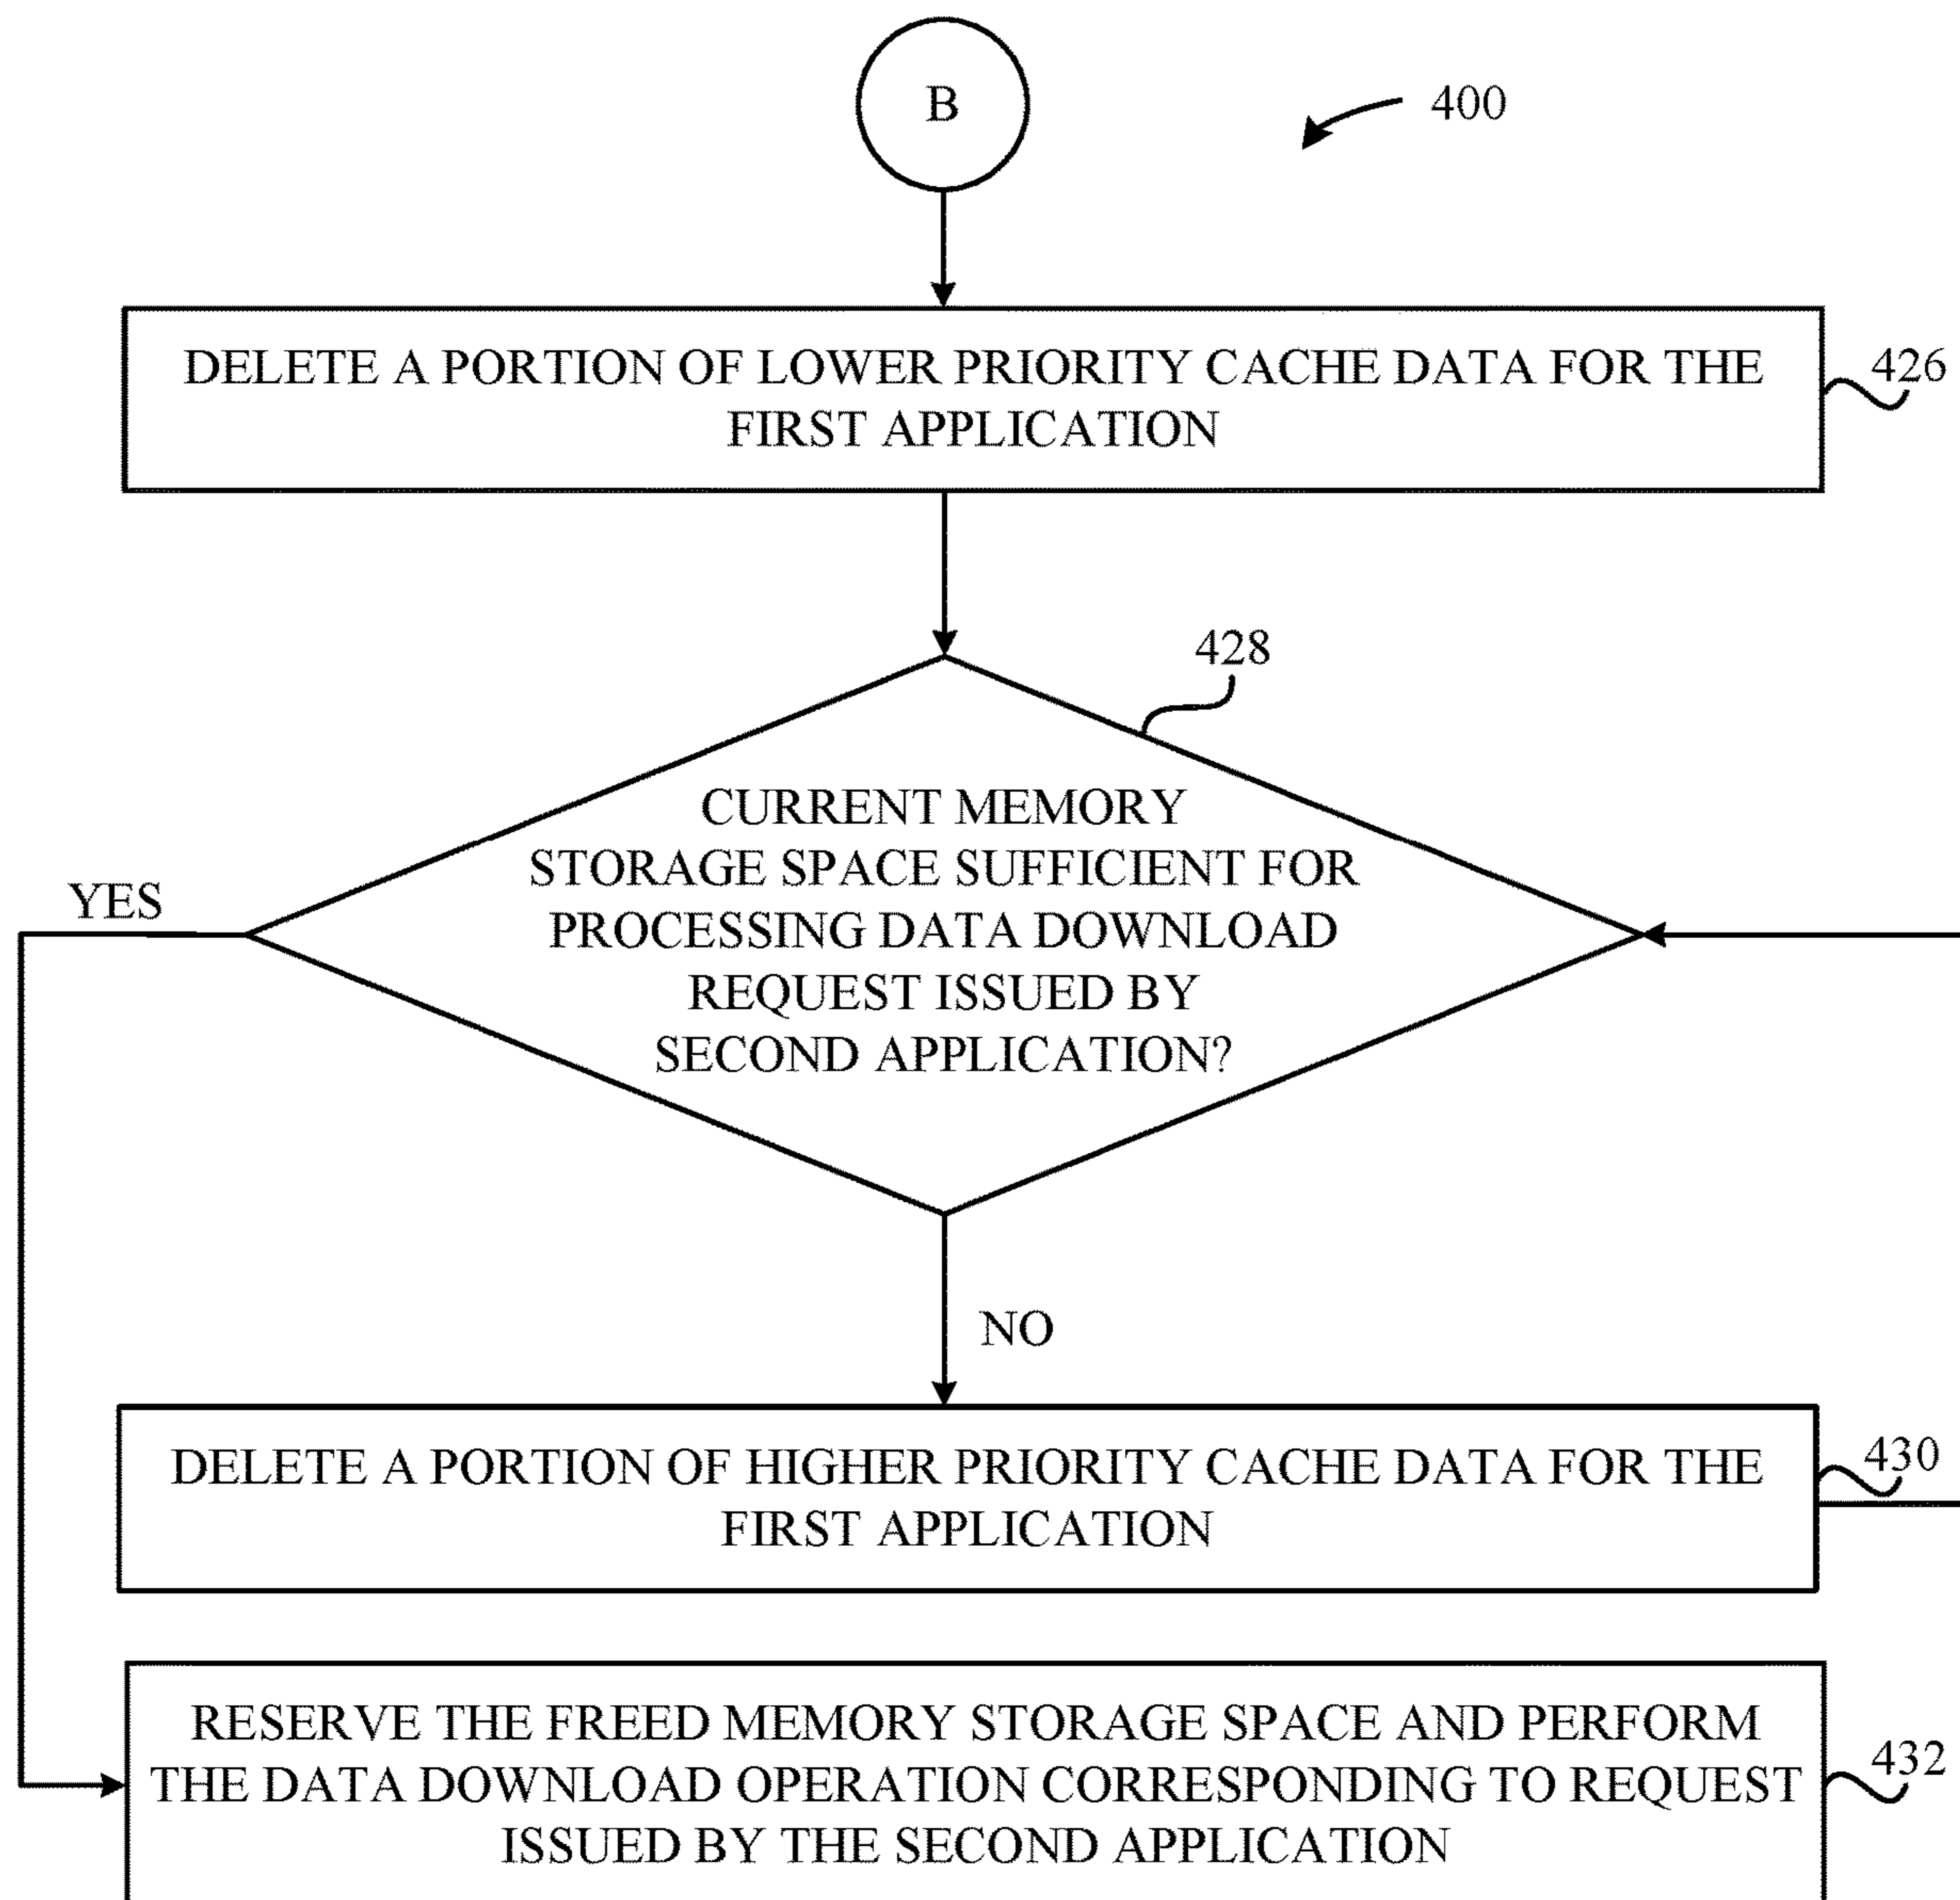 B
400
DELETE A PORTION OF LOWER PRIORITY CACHE DATA FOR THE
FIRST APPLICATION
426
428
CURRENT MEMORY
STORAGE SPACE SUFFICIENT FOR
PROCESSING DATA DOWNLOAD
REQUEST ISSUED BY
SECOND APPLICATION?
YES
NO
DELETE A PORTION OF HIGHER PRIORITY CACHE DATA FOR THE
FIRST APPLICATION
430
RESERVE THE FREED MEMORY STORAGE SPACE AND PERFORM
THE DATA DOWNLOAD OPERATION CORRESPONDING TO REQUEST
ISSUED BY THE SECOND APPLICATION
432